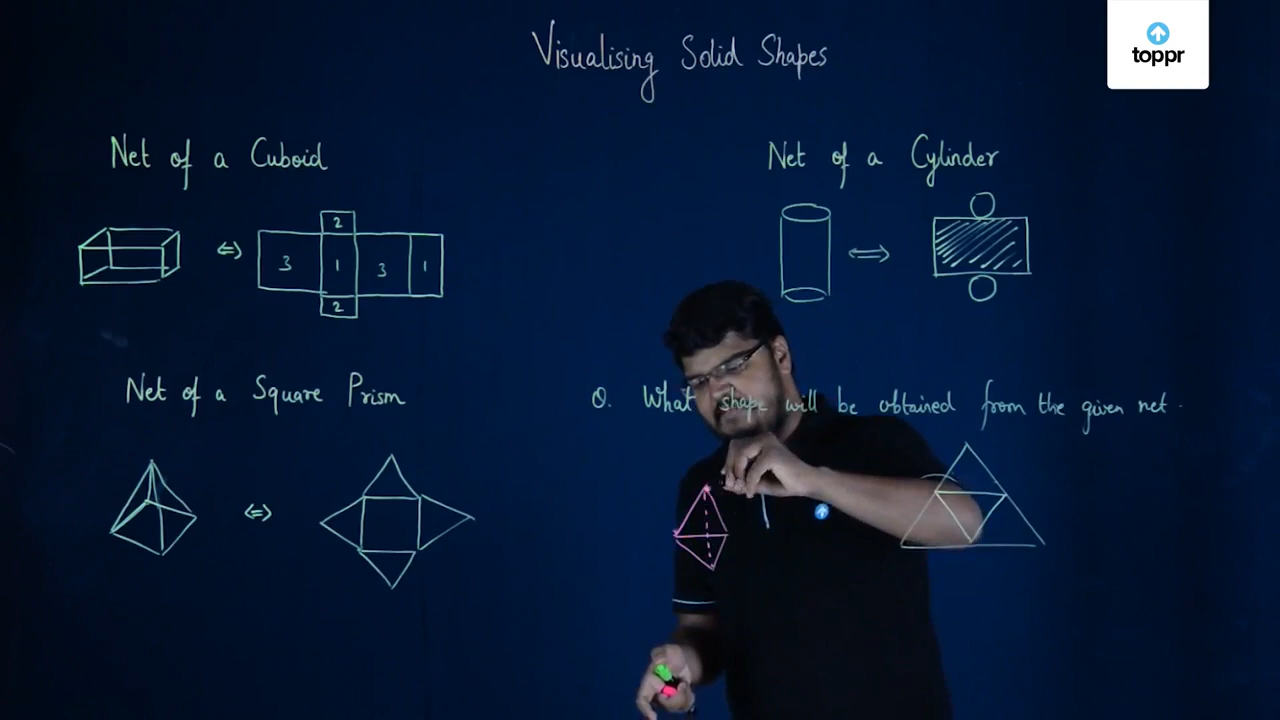 Visualising Solid Shapes
toppr
Net of a Cuboid
2
3 1 3 1
2
Net of a Cylinder
Net of a Square Prism
Q. What shape will be obtained from the given net.